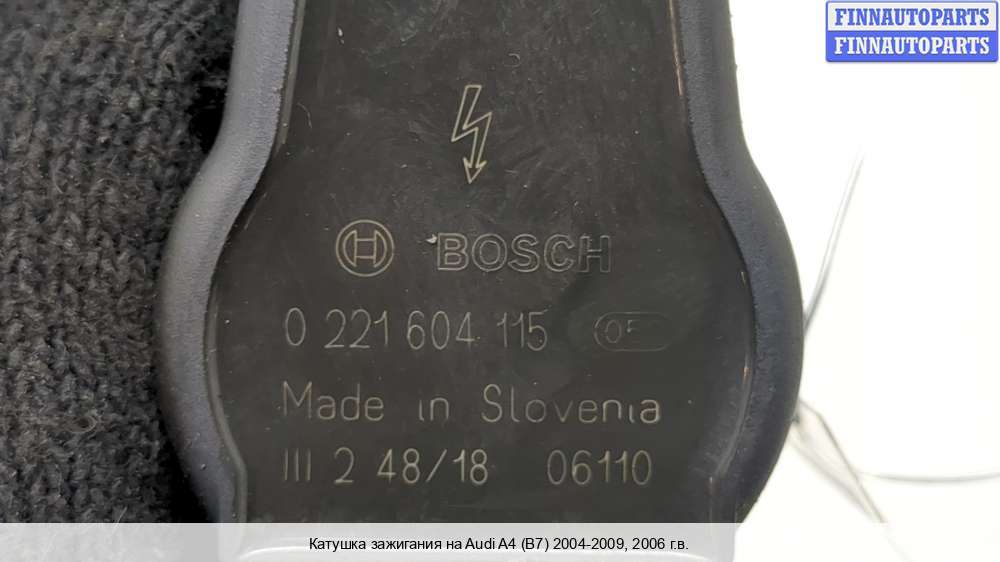 FINNAUTOPARTS
FINNAUTOPARTS
BOSCH
0 221 604 115
Made in Slovenia
III 2 48/18 06110
Катушка зажигания на Audi A4 (B7) 2004-2009, 2006 г.в.